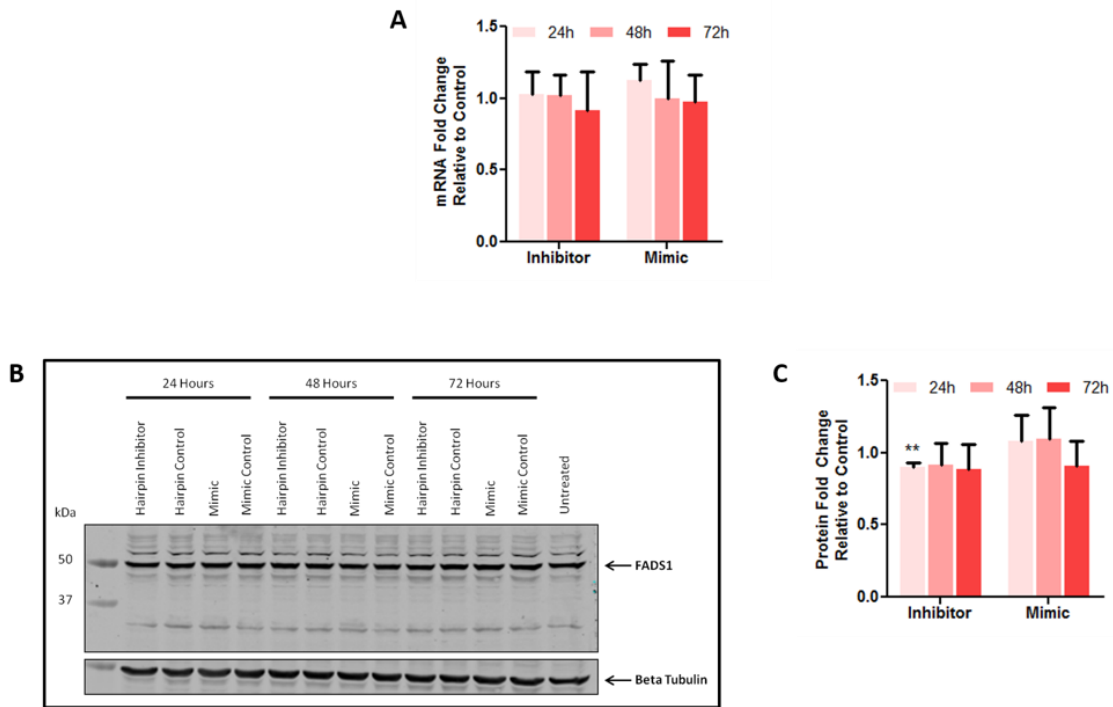 A
1.5
24h 48h 72h
1.0
0.5
0.0
mRNA Fold Change
Relative to Control
Inhibitor Mimic
B
24 Hours 48 Hours 72 Hours
Hairpin Inhibitor
Hairpin Control
Mimic
Mimic Control
Hairpin Inhibitor
Hairpin Control
Mimic
Mimic Control
Hairpin Inhibitor
Hairpin Control
Mimic
Mimic Control
Untreated
kDa
50
37
FADS1
Beta Tubulin
C
1.5
24h 48h 72h
**
1.0
0.5
0.0
Protein Fold Change
Relative to Control
Inhibitor Mimic